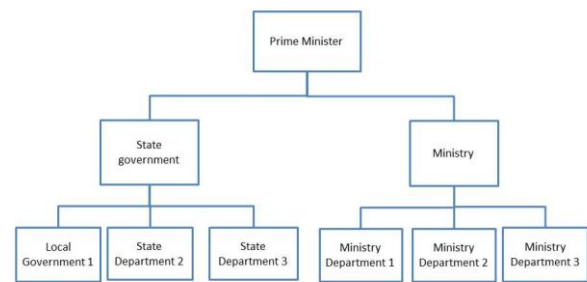 Prime Minister
State
government
Ministry
Local
Government 1
State
Department 2
State
Department 3
Ministry
Department 1
Ministry
Department 2
Ministry
Department 3